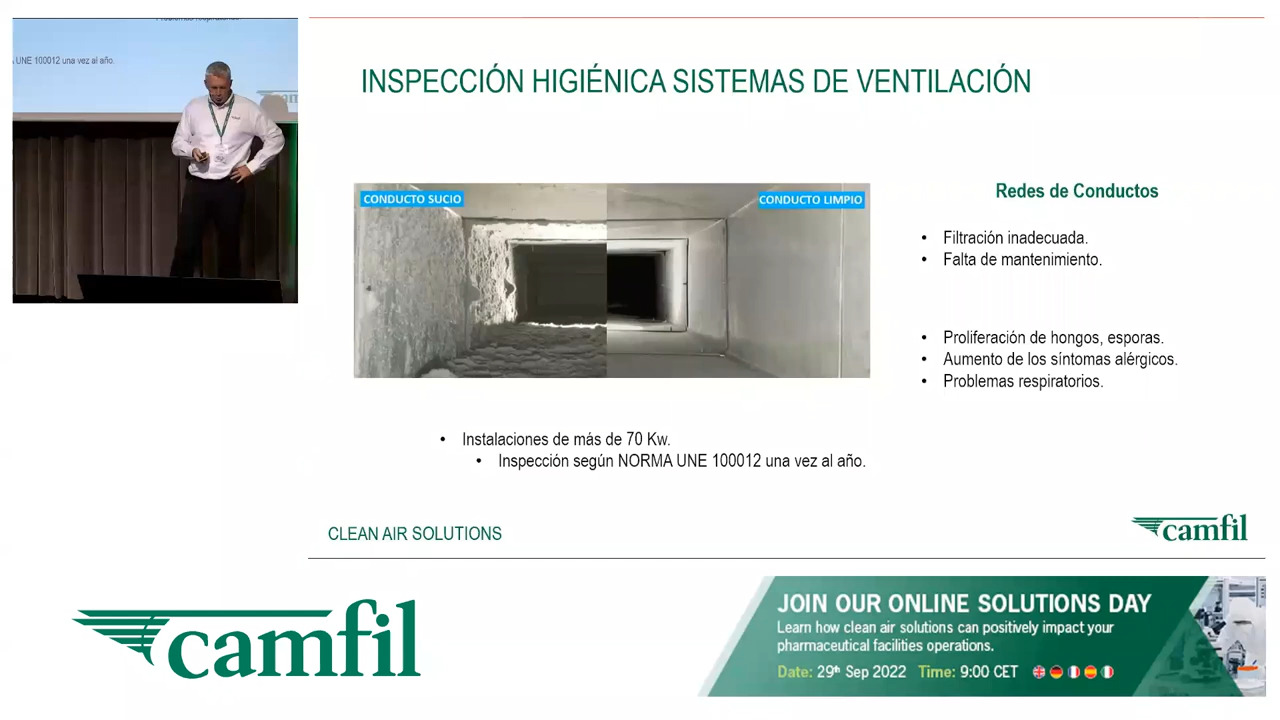 UNE 100012 una vez al año.
INSPECCIÓN HIGIÉNICA SISTEMAS DE VENTILACIÓN
CONDUCTO SUCIO
CONDUCTO LIMPIO
Redes de Conductos
• Filtración inadecuada.
• Falta de mantenimiento.
• Proliferación de hongos, esporas.
• Aumento de los síntomas alérgicos.
• Problemas respiratorios.
• Instalaciones de más de 70 Kw.
• Inspección según NORMA UNE 100012 una vez al año.
CLEAN AIR SOLUTIONS
camfil
camfil
JOIN OUR ONLINE SOLUTIONS DAY
Learn how clean air solutions can positively impact your
pharmaceutical facilities operations.
Date: 29th Sep 2022 Time: 9:00 CET